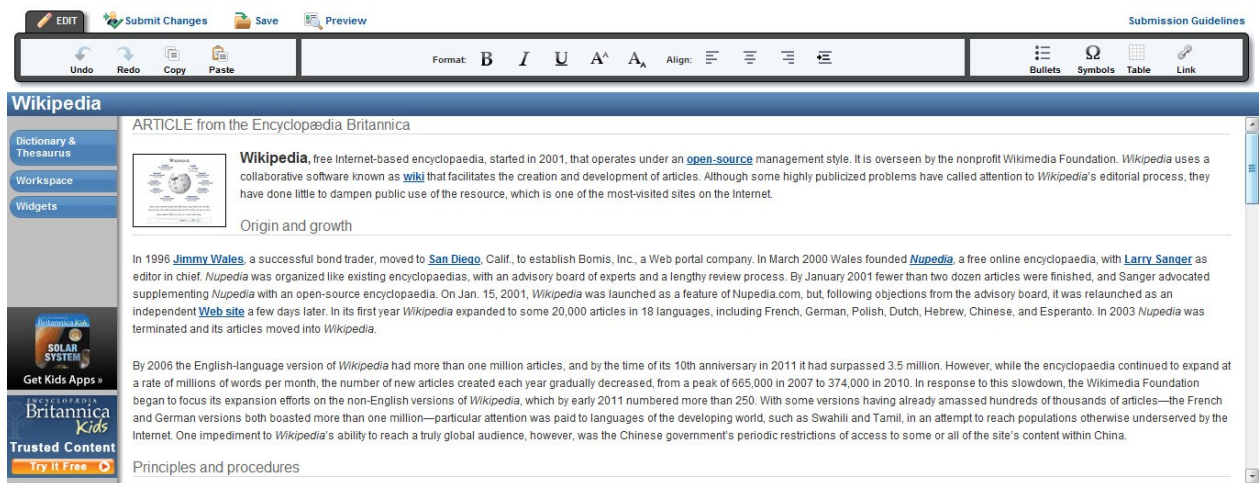 EDIT Submit Changes Save Preview Submission Guidelines
Undo Redo Copy Paste Format: B I U A^ A^ Align: Bullets Ω Symbols Table Link
Wikipedia
Dictionary &
Thesaurus
Workspace
Widgets
SOLAR
SYSTEM
Get Kids Apps »
ENCYCLOPÆDIA
Britannica
Kids
Trusted Content
Try It Free
ARTICLE from the Encyclopædia Britannica
Wikipedia, free Internet-based encyclopaedia, started in 2001, that operates under an open-source management style. It is overseen by the nonprofit Wikimedia Foundation. Wikipedia uses a
collaborative software known as wiki that facilitates the creation and development of articles. Although some highly publicized problems have called attention to Wikipedia's editorial process, they
have done little to dampen public use of the resource, which is one of the most-visited sites on the Internet.
Origin and growth
In 1996 Jimmy Wales, a successful bond trader, moved to San Diego, Calif., to establish Bomis, Inc., a Web portal company. In March 2000 Wales founded Nupedia, a free online encyclopaedia, with Larry Sanger as
editor in chief. Nupedia was organized like existing encyclopaedias, with an advisory board of experts and a lengthy review process. By January 2001 fewer than two dozen articles were finished, and Sanger advocated
supplementing Nupedia with an open-source encyclopaedia. On Jan. 15, 2001, Wikipedia was launched as a feature of Nupedia.com, but, following objections from the advisory board, it was relaunched as an
independent Web site a few days later. In its first year Wikipedia expanded to some 20,000 articles in 18 languages, including French, German, Polish, Dutch, Hebrew, Chinese, and Esperanto. In 2003 Nupedia was
terminated and its articles moved into Wikipedia.
By 2006 the English-language version of Wikipedia had more than one million articles, and by the time of its 10th anniversary in 2011 it had surpassed 3.5 million. However, while the encyclopaedia continued to expand at
a rate of millions of words per month, the number of new articles created each year gradually decreased, from a peak of 665,000 in 2007 to 374,000 in 2010. In response to this slowdown, the Wikimedia Foundation
began to focus its expansion efforts on the non-English versions of Wikipedia, which by early 2011 numbered more than 250. With some versions having already amassed hundreds of thousands of articles—the French
and German versions both boasted more than one million—particular attention was paid to languages of the developing world, such as Swahili and Tamil, in an attempt to reach populations otherwise underserved by the
Internet. One impediment to Wikipedia's ability to reach a truly global audience, however, was the Chinese government's periodic restrictions of access to some or all of the site's content within China.
Principles and procedures